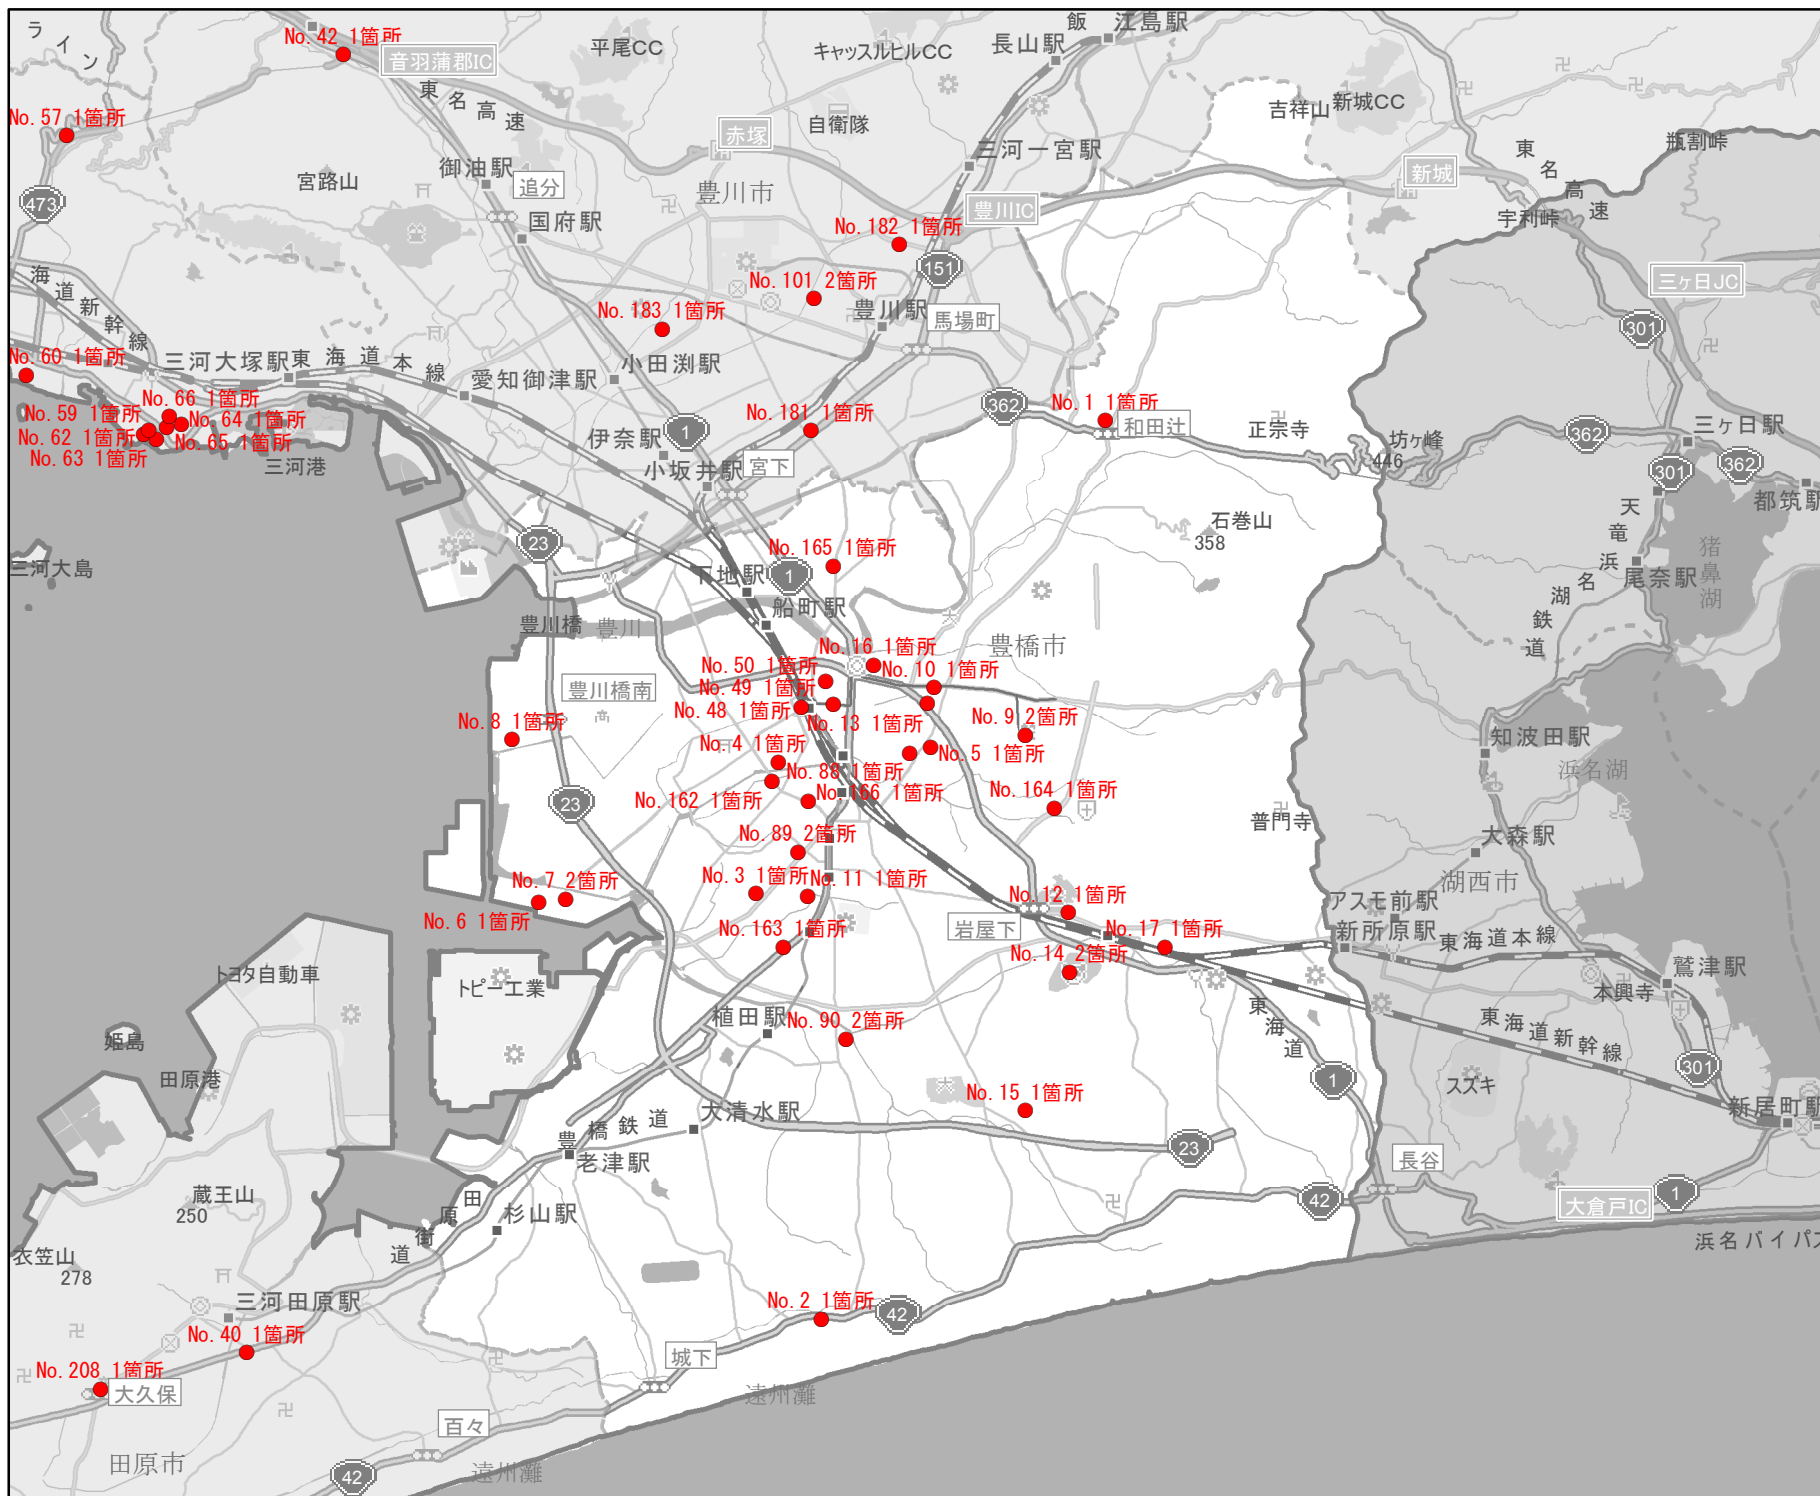 ライン
No.42 1箇所
音羽蒲郡IC
平尾CC
キャッスルヒルCC
長山駅
飯
江島駅
東名高速
No.57 1箇所
赤塚
自衛隊
吉祥山
新城CC
三河一宮駅
瓶割峠
東名高速
御油駅
追分
宮路山
豊川市
新城
473
国府駅
豊川IC
宇利峠
No.182 1箇所
151
三ヶ日JC
海道新幹線
No.101 2箇所
No.183 1箇所
豊川駅
馬場町
301
No.60 1箇所
三河大塚駅
東海道本線
愛知御津駅
小田渕駅
No.66 1箇所
No.59 1箇所
No.64 1箇所
No.62 1箇所
No.65 1箇所
No.63 1箇所
三河港
362
No.1 1箇所
和田辻
正宗寺
坊ヶ峰
446
362
三ヶ日駅
301
362
都筑駅
No.181 1箇所
1
伊奈駅
小坂井駅
宮下
天竜浜名湖鉄道
猪鼻湖
尾奈駅
石巻山
358
23
三河大島
No.165 1箇所
下地駅
1
船町駅
豊川橋
豊川
豊橋市
No.16 1箇所
No.50 1箇所
No.10 1箇所
豊川橋南
No.49 1箇所
No.48 1箇所
No.13 1箇所
No.9 2箇所
No.8 1箇所
No.4 1箇所
No.5 1箇所
No.88 1箇所
No.162 1箇所
No.166 1箇所
No.164 1箇所
知波田駅
浜名湖
23
普門寺
大森駅
No.89 2箇所
湖西市
No.3 1箇所
No.11 1箇所
No.7 2箇所
No.6 1箇所
No.12 1箇所
アスモ前駅
新所原駅
岩屋下
No.163 1箇所
No.17 1箇所
東海道本線
No.14 2箇所
鷲津駅
本興寺
トヨタ自動車
トピー工業
植田駅
No.90 2箇所
東海道
東海道新幹線
姫島
田原港
301
1
スズキ
No.15 1箇所
大清水駅
新居町駅
豊橋鉄道
老津駅
23
長谷
蔵王山
250
田原街道
杉山駅
42
大倉戸IC
1
浜名バイパス
衣笠山
278
三河田原駅
No.2 1箇所
42
No.40 1箇所
城下
No.208 1箇所
大久保
遠州灘
百々
田原市
42
遠州灘